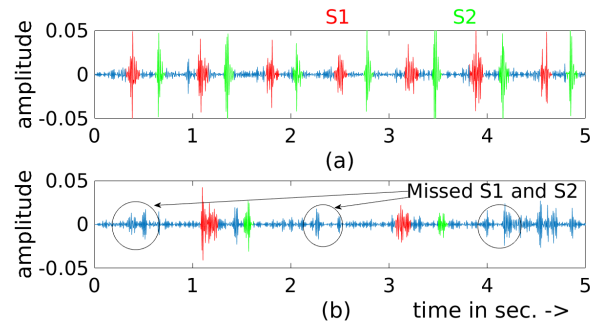 S1 S2
amplitude
0.05
0
-0.05
0 1 2 3 4 5
(a)
amplitude
0.05
0
-0.05
Missed S1 and S2
0 1 2 3 4 5
(b) time in sec. ->